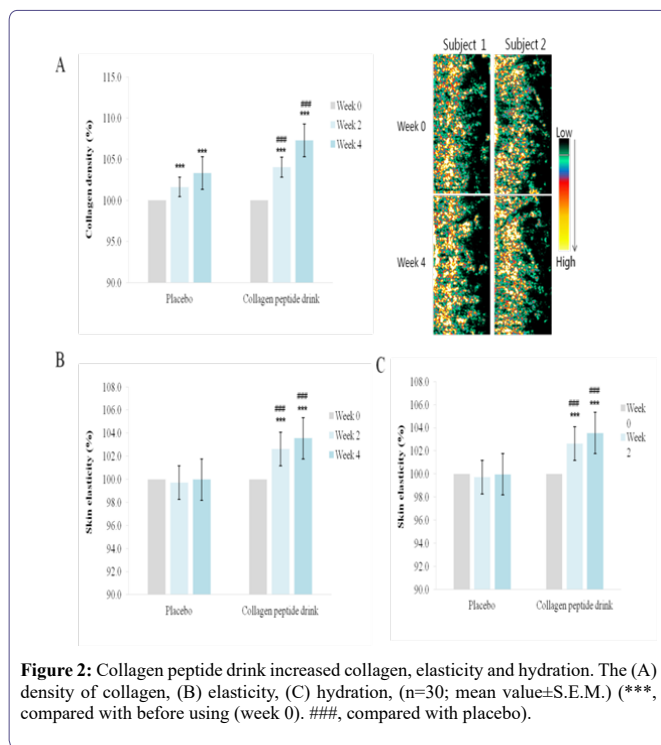 A
115.0
110.0
105.0
100.0
95.0
90.0
Collagen density (%)
***
***
###
***
###
***
Placebo
Collagen peptide drink
Week 0
Week 2
Week 4
Subject 1 Subject 2
Week 0
Week 4
Low
High
B
108.0
106.0
104.0
102.0
100.0
98.0
96.0
94.0
92.0
90.0
Skin elasticity (%)
###
***
###
***
Placebo
Collagen peptide drink
Week 0
Week 2
Week 4
C
108.0
106.0
104.0
102.0
100.0
98.0
96.0
94.0
92.0
90.0
Skin elasticity (%)
###
***
###
***
Placebo
Collagen peptide drink
Week
0
Week
2
Figure 2: Collagen peptide drink increased collagen, elasticity and hydration. The (A)
density of collagen, (B) elasticity, (C) hydration, (n=30; mean value±S.E.M.) (***,
compared with before using (week 0). ###, compared with placebo).